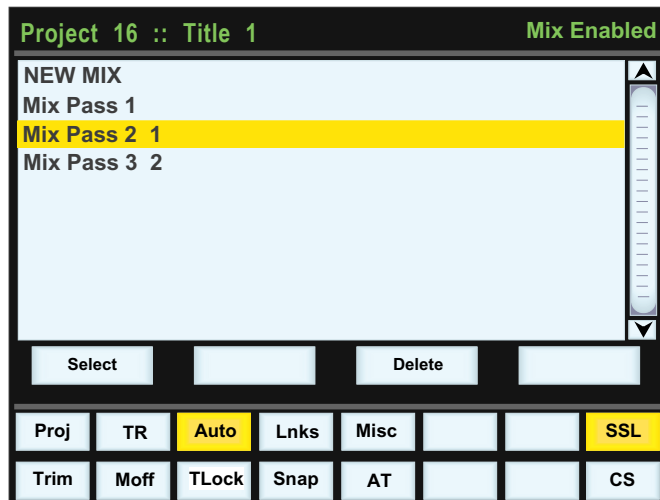 Project 16 :: Title 1 Mix Enabled
NEW MIX
Mix Pass 1
Mix Pass 2 1
Mix Pass 3 2
Select Delete
Proj TR Auto Lnks Misc SSL
Trim Moff TLock Snap AT CS